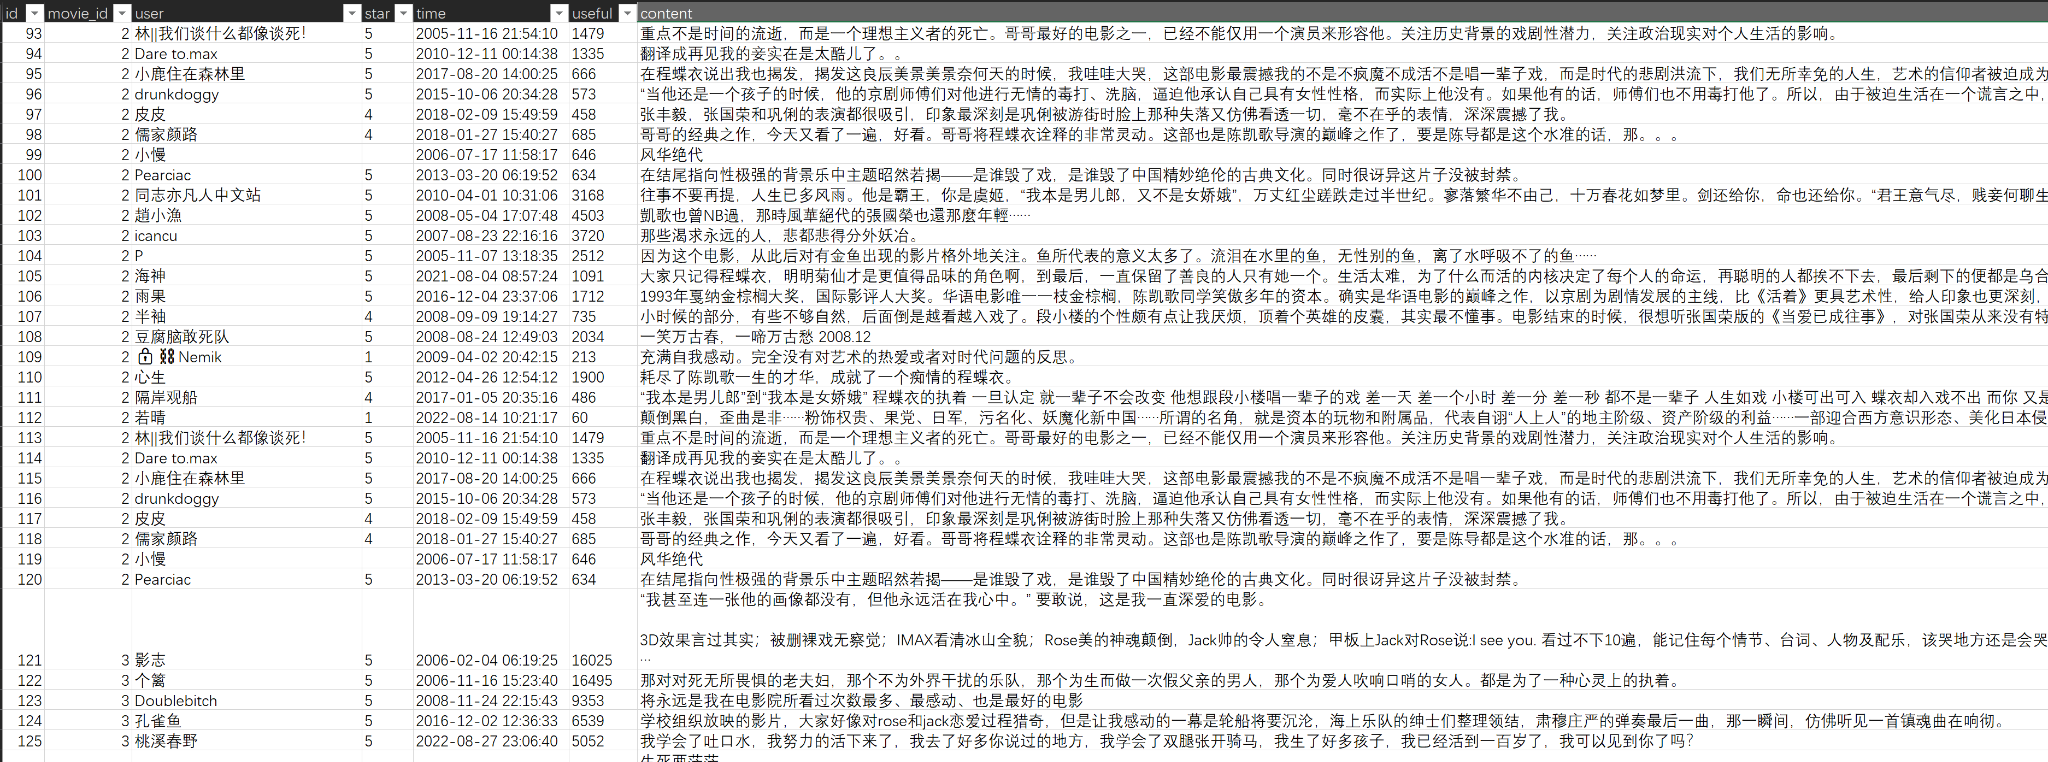 id movie_id user star time useful content
93 2 林||我们谈什么都像谈死！ 5 2005-11-16 21:54:10 1479 重点不是时间的流逝，而是一个理想主义者的死亡。哥哥最好的电影之一，已经不能仅用一个演员来形容他。关注历史背景的戏剧性潜力，关注政治现实对个人生活的影响。
94 2 Dare to.max 5 2010-12-11 00:14:38 1335 翻译成再见我的妾实在是太酷儿了。。
95 2 小鹿住在森林里 5 2017-08-20 14:00:25 666 在程蝶衣说出我也揭发，揭发这良辰美景美景奈何天的时候，我哇哇大哭，这部电影最震撼我的不是不疯魔不成活不是唱一辈子戏，而是时代的悲剧洪流下，我们无所幸免的人生，艺术的信仰者被迫成为
96 2 drunkdoggy 5 2015-10-06 20:34:28 573 “当他还是一个孩子的时候，他的京剧师傅们对他进行无情的毒打、洗脑，逼迫他承认自己具有女性性格，而实际上他没有。如果他有的话，师傅们也不用毒打他了。所以，由于被迫生活在一个谎言之中，
97 2 皮皮 4 2018-02-09 15:49:59 458 张丰毅，张国荣和巩俐的表演都很吸引，印象最深刻是巩俐被游街时脸上那种失落又仿佛看透一切，毫不在乎的表情，深深震撼了我。
98 2 儒家颜路 4 2018-01-27 15:40:27 685 哥哥的经典之作，今天又看了一遍，好看。哥哥将程蝶衣诠释的非常灵动。这部也是陈凯歌导演的巅峰之作了，要是陈导都是这个水准的话，那。。。
99 2 小慢 2006-07-17 11:58:17 646 风华绝代
100 2 Pearciac 5 2013-03-20 06:19:52 634 在结尾指向性极强的背景乐中主题昭然若揭——是谁毁了戏，是谁毁了中国精妙绝伦的古典文化。同时很讶异这片子没被封禁。
101 2 同志亦凡人中文站 5 2010-04-01 10:31:06 3168 往事不要再提，人生已多风雨。他是霸王，你是虞姬，“我本是男儿郎，又不是女娇娥”，万丈红尘蹉跌走过半世纪。寥落繁华不由己，十万春花如梦里。剑还给你，命也还给你。“君王意气尽，贱妾何聊生
102 2 趙小漁 5 2008-05-04 17:07:48 4503 凱歌也曾NB過，那時風華絕代的張國榮也還那麼年輕……
103 2 icancu 5 2007-08-23 22:16:16 3720 那些渴求永远的人，悲都悲得分外妖冶。
104 2 P 5 2005-11-07 13:18:35 2512 因为这个电影，从此后对有金鱼出现的影片格外地关注。鱼所代表的意义太多了。流泪在水里的鱼，无性别的鱼，离了水呼吸不了的鱼……
105 2 海神 5 2021-08-04 08:57:24 1091 大家只记得程蝶衣，明明菊仙才是更值得品味的角色啊，到最后，一直保留了善良的人只有她一个。生活太难，为了什么而活的内核决定了每个人的命运，再聪明的人都挨不下去，最后剩下的便都是乌合
106 2 雨果 5 2016-12-04 23:37:06 1712 1993年戛纳金棕榈大奖，国际影评人大奖。华语电影唯一一枝金棕榈，陈凯歌同学笑傲多年的资本。确实是华语电影的巅峰之作，以京剧为剧情发展的主线，比《活着》更具艺术性，给人印象也更深刻，
107 2 半袖 4 2008-09-09 19:14:27 735 小时候的部分，有些不够自然，后面倒是越看越入戏了。段小楼的个性颇有点让我厌烦，顶着个英雄的皮囊，其实最不懂事。电影结束的时候，很想听张国荣版的《当爱已成往事》，对张国荣从来没有特
108 2 豆腐脑敢死队 5 2008-08-24 12:49:03 2034 一笑万古春，一啼万古愁 2008.12
109 2 🔒 ⛓ Nemik 1 2009-04-02 20:42:15 213 充满自我感动。完全没有对艺术的热爱或者对时代问题的反思。
110 2 心生 5 2012-04-26 12:54:12 1900 耗尽了陈凯歌一生的才华，成就了一个痴情的程蝶衣。
111 2 隔岸观船 5 2017-01-05 20:35:16 486 “我本是男儿郎”到“我本是女娇娥” 程蝶衣的执着 一旦认定 就一辈子不会改变 他想跟段小楼唱一辈子的戏 差一天 差一个小时 差一分 差一秒 都不是一辈子 人生如戏 小楼可出可入 蝶衣却入戏不出 而你 又是
112 2 若晴 1 2022-08-14 10:21:17 60 颠倒黑白，歪曲是非……粉饰权贵、果党、日军，污名化、妖魔化新中国……所谓的名角，就是资本的玩物和附属品，代表自诩“人上人”的地主阶级、资产阶级的利益……一部迎合西方意识形态、美化日本侵
113 2 林||我们谈什么都像谈死！ 5 2005-11-16 21:54:10 1479 重点不是时间的流逝，而是一个理想主义者的死亡。哥哥最好的电影之一，已经不能仅用一个演员来形容他。关注历史背景的戏剧性潜力，关注政治现实对个人生活的影响。
114 2 Dare to.max 5 2010-12-11 00:14:38 1335 翻译成再见我的妾实在是太酷儿了。。
115 2 小鹿住在森林里 5 2017-08-20 14:00:25 666 在程蝶衣说出我也揭发，揭发这良辰美景美景奈何天的时候，我哇哇大哭，这部电影最震撼我的不是不疯魔不成活不是唱一辈子戏，而是时代的悲剧洪流下，我们无所幸免的人生，艺术的信仰者被迫成为
116 2 drunkdoggy 5 2015-10-06 20:34:28 573 “当他还是一个孩子的时候，他的京剧师傅们对他进行无情的毒打、洗脑，逼迫他承认自己具有女性性格，而实际上他没有。如果他有的话，师傅们也不用毒打他了。所以，由于被迫生活在一个谎言之中，
117 2 皮皮 4 2018-02-09 15:49:59 458 张丰毅，张国荣和巩俐的表演都很吸引，印象最深刻是巩俐被游街时脸上那种失落又仿佛看透一切，毫不在乎的表情，深深震撼了我。
118 2 儒家颜路 4 2018-01-27 15:40:27 685 哥哥的经典之作，今天又看了一遍，好看。哥哥将程蝶衣诠释的非常灵动。这部也是陈凯歌导演的巅峰之作了，要是陈导都是这个水准的话，那。。。
119 2 小慢 2006-07-17 11:58:17 646 风华绝代
120 2 Pearciac 5 2013-03-20 06:19:52 634 在结尾指向性极强的背景乐中主题昭然若揭——是谁毁了戏，是谁毁了中国精妙绝伦的古典文化。同时很讶异这片子没被封禁。
“我甚至连一张他的画像都没有，但他永远活在我心中。” 要敢说，这是我一直深爱的电影。
3D效果言过其实；被删裸戏无察觉；IMAX看清冰山全貌；Rose美的神魂颠倒，Jack帅的令人窒息；甲板上Jack对Rose说:I see you. 看过不下10遍，能记住每个情节、台词、人物及配乐，该哭地方还是会哭
…
121 3 影志 5 2006-02-04 06:19:25 16025
122 3 个篱 5 2006-11-16 15:23:40 16495 那对对死无所畏惧的老夫妇，那个不为外界干扰的乐队，那个为生而做一次假父亲的男人，那个为爱人吹响口哨的女人。都是为了一种心灵上的执着。
123 3 Doublebitch 5 2008-11-24 22:15:43 9353 将永远是我在电影院所看过次数最多、最感动、也是最好的电影
124 3 孔雀鱼 5 2016-12-02 12:36:33 6539 学校组织放映的影片，大家好像对rose和jack恋爱过程猎奇，但是让我感动的一幕是轮船将要沉沦，海上乐队的绅士们整理领结，肃穆庄严的弹奏最后一曲，那一瞬间，仿佛听见一首镇魂曲在响彻。
125 3 桃溪春野 5 2022-08-27 23:06:40 5052 我学会了吐口水，我努力的活下来了，我去了好多你说过的地方，我学会了双腿张开骑马，我生了好多孩子，我已经活到一百岁了，我可以见到你了吗？